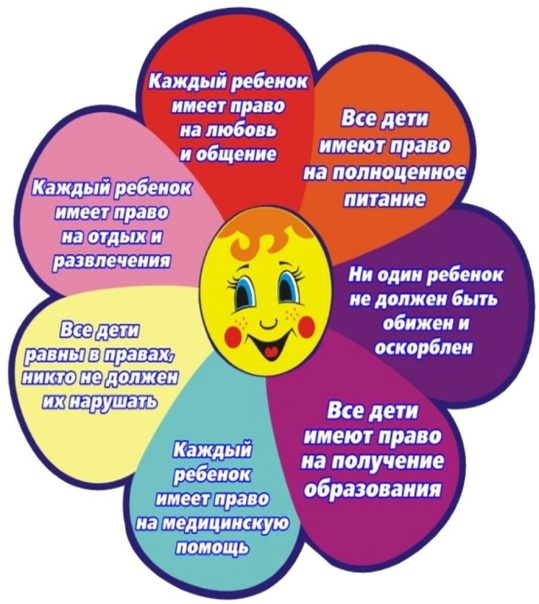 Каждый ребенок
имеет право
на любовь
и общение
Все дети
имеют право
на полноценное
питание
Ни один ребенок
не должен быть
обижен и
оскорблен
Все дети
имеют право
на получение
образования
Каждый
ребенок
имеет право
на медицинскую
помощь
Все дети
равны в правах,
никто не должен
их нарушать
Каждый ребенок
имеет право
на отдых и
развлечения